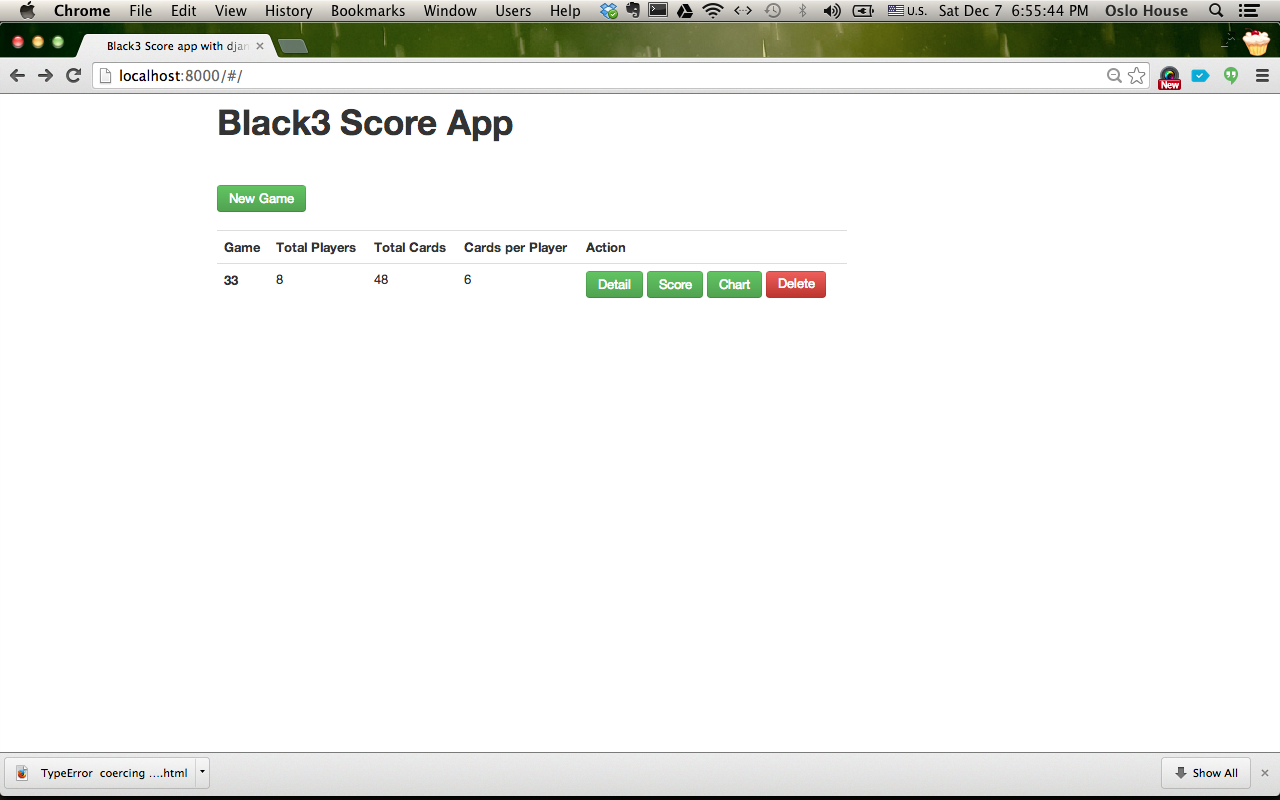 Chrome File Edit View History Bookmarks Window Users Help U.S. Sat Dec 7 6:55:44 PM Oslo House
Black3 Score app with djan
localhost:8000/#/
New
Black3 Score App
New Game
Game Total Players Total Cards Cards per Player Action
33 8 48 6 Detail Score Chart Delete
TypeError coercing ....html Show All